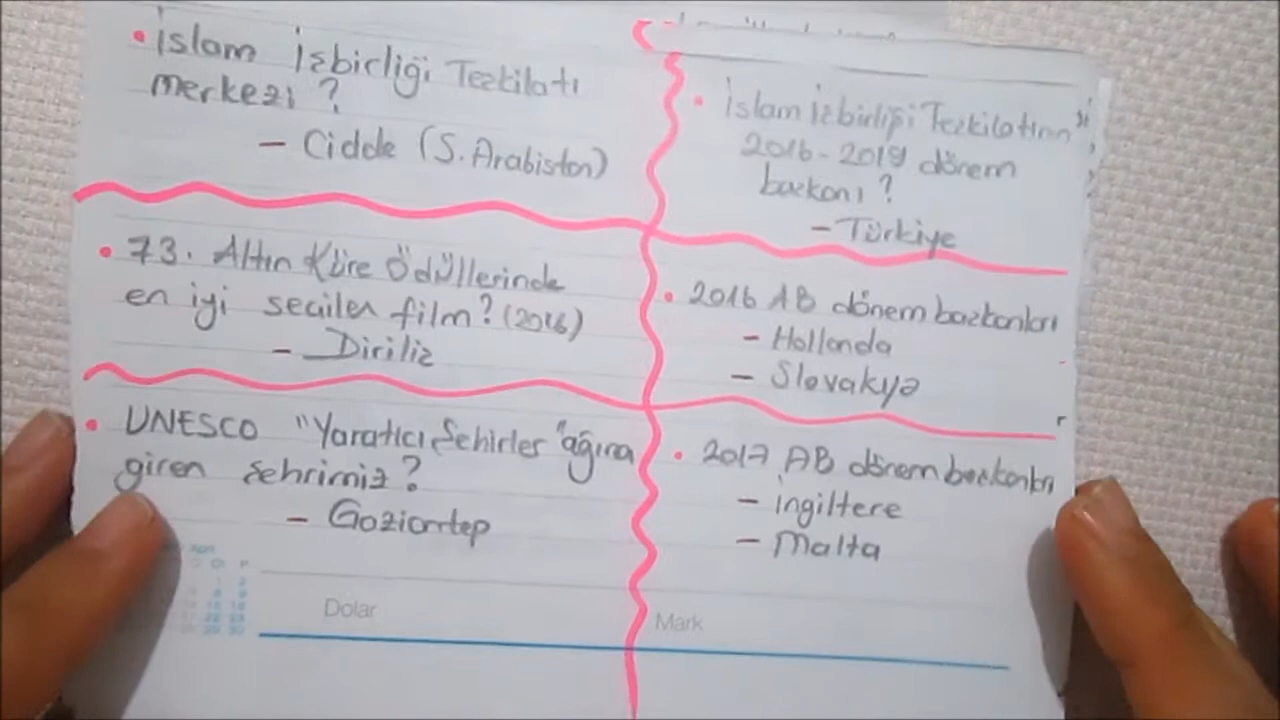 • İslam İşbirliği Teşkilatı
merkezi ?
– Cidde (S. Arabistan)
• 73. Altın Küre Ödüllerinde
en iyi seçilen film? (2016)
– Diriliş
• UNESCO "Yaratıcı Şehirler" ağına
giren şehrimiz?
– Gaziantep
• İslam İşbirliği Teşkilatının
2016-2019 dönem
başkanı ?
– Türkiye
• 2016 AB dönem başkanları
– Hollanda
– Slovakya
• 2017 AB dönem başkanları
– İngiltere
– Malta
Dolar
Mark